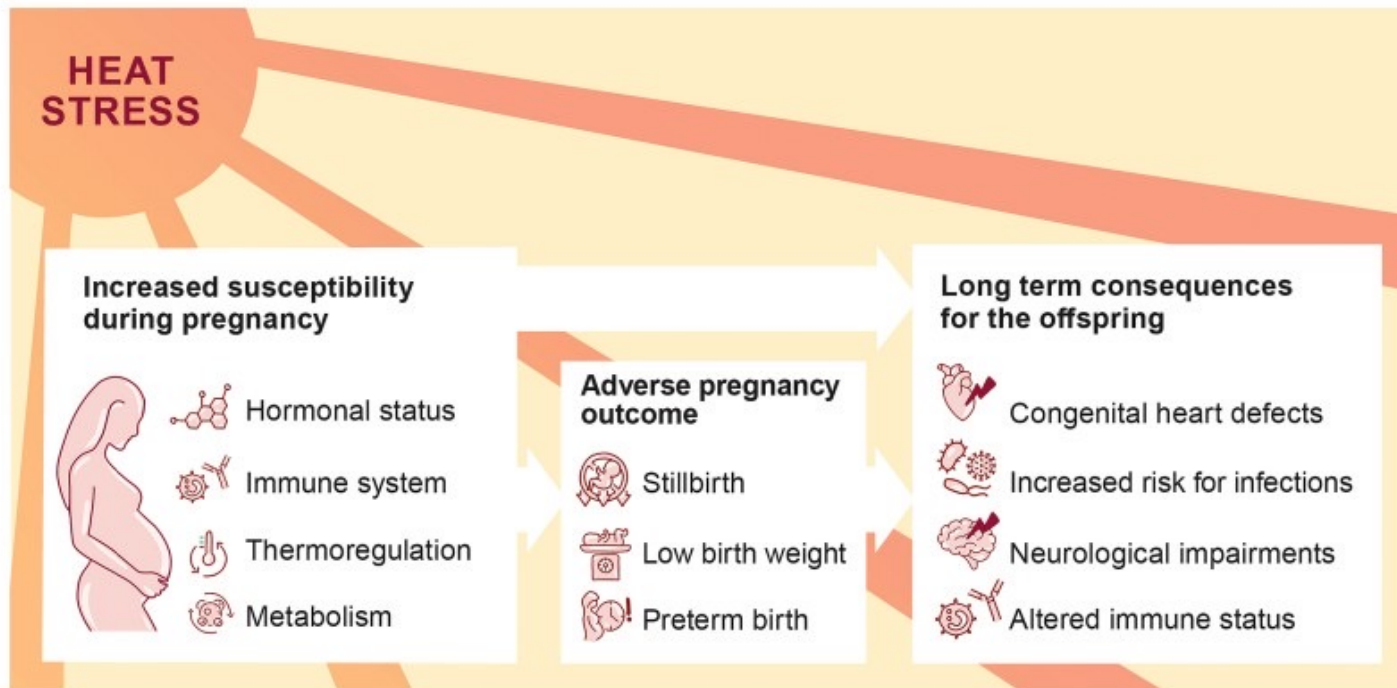 HEAT
STRESS
Increased susceptibility
during pregnancy
Hormonal status
Immune system
Thermoregulation
Metabolism
Adverse pregnancy
outcome
Stillbirth
Low birth weight
Preterm birth
Long term consequences
for the offspring
Congenital heart defects
Increased risk for infections
Neurological impairments
Altered immune status